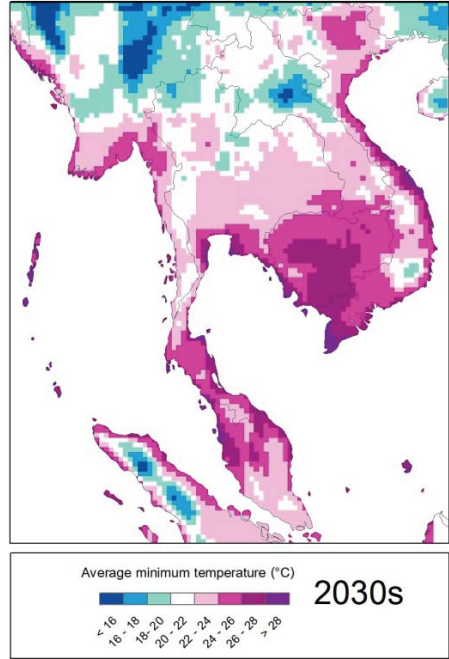 Average minimum temperature (°C)
2030s
< 16
16 - 18
18-20
20 - 22
22 - 24
24 - 26
26 - 28
> 28